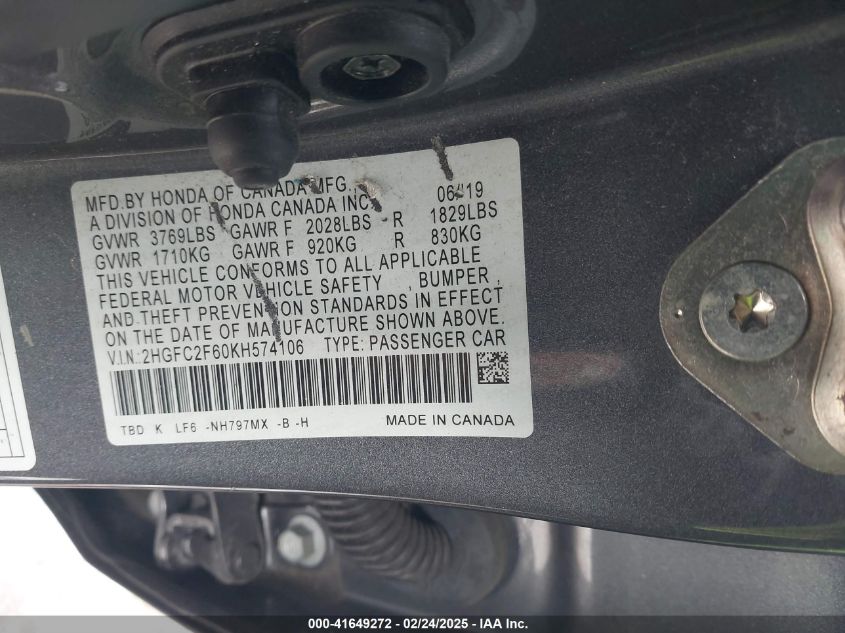 MFD.BY HONDA OF CANADA MFG., 06/19
A DIVISION OF HONDA CANADA INC.
GVWR 3769LBS GAWR F 2028LBS R 1829LBS
GVWR 1710KG GAWR F 920KG R 830KG
THIS VEHICLE CONFORMS TO ALL APPLICABLE
FEDERAL MOTOR VEHICLE SAFETY , BUMPER ,
AND THEFT PREVENTION STANDARDS IN EFFECT
ON THE DATE OF MANUFACTURE SHOWN ABOVE.
V.I.N.:2HGFC2F60KH574106 TYPE: PASSENGER CAR
TBD K LF6 -NH797MX -B -H MADE IN CANADA
000-41649272 - 02/24/2025 - IAA Inc.